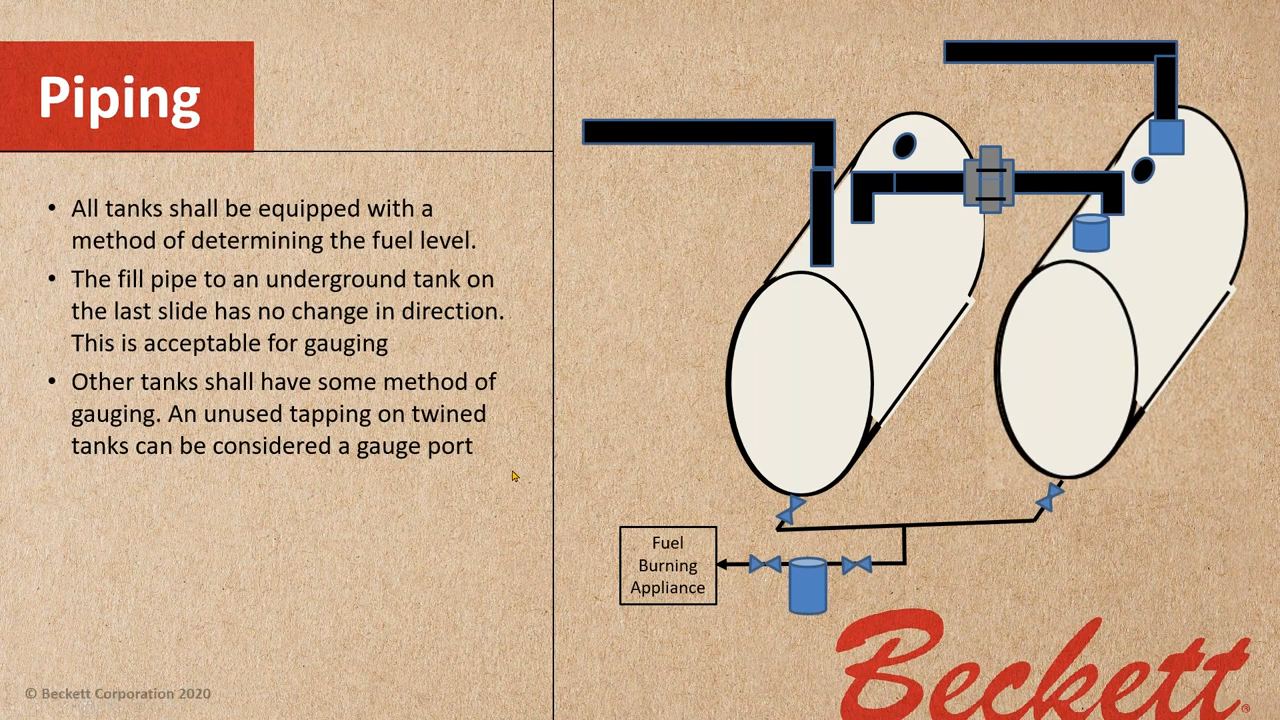 Piping
• All tanks shall be equipped with a
method of determining the fuel level.
• The fill pipe to an underground tank on
the last slide has no change in direction.
This is acceptable for gauging
• Other tanks shall have some method of
gauging. An unused tapping on twined
tanks can be considered a gauge port
Fuel
Burning
Appliance
© Beckett Corporation 2020
Beckett®